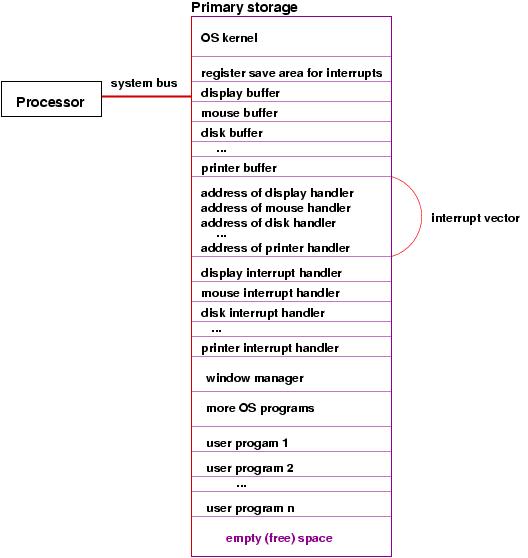 Primary storage
OS kernel
register save area for interrupts
system bus
Processor
display buffer
mouse buffer
disk buffer
...
printer buffer
address of display handler
address of mouse handler
address of disk handler
...
address of printer handler
interrupt vector
display interrupt handler
mouse interrupt handler
disk interrupt handler
...
printer interrupt handler
window manager
more OS programs
user progam 1
user program 2
...
user program n
empty (free) space